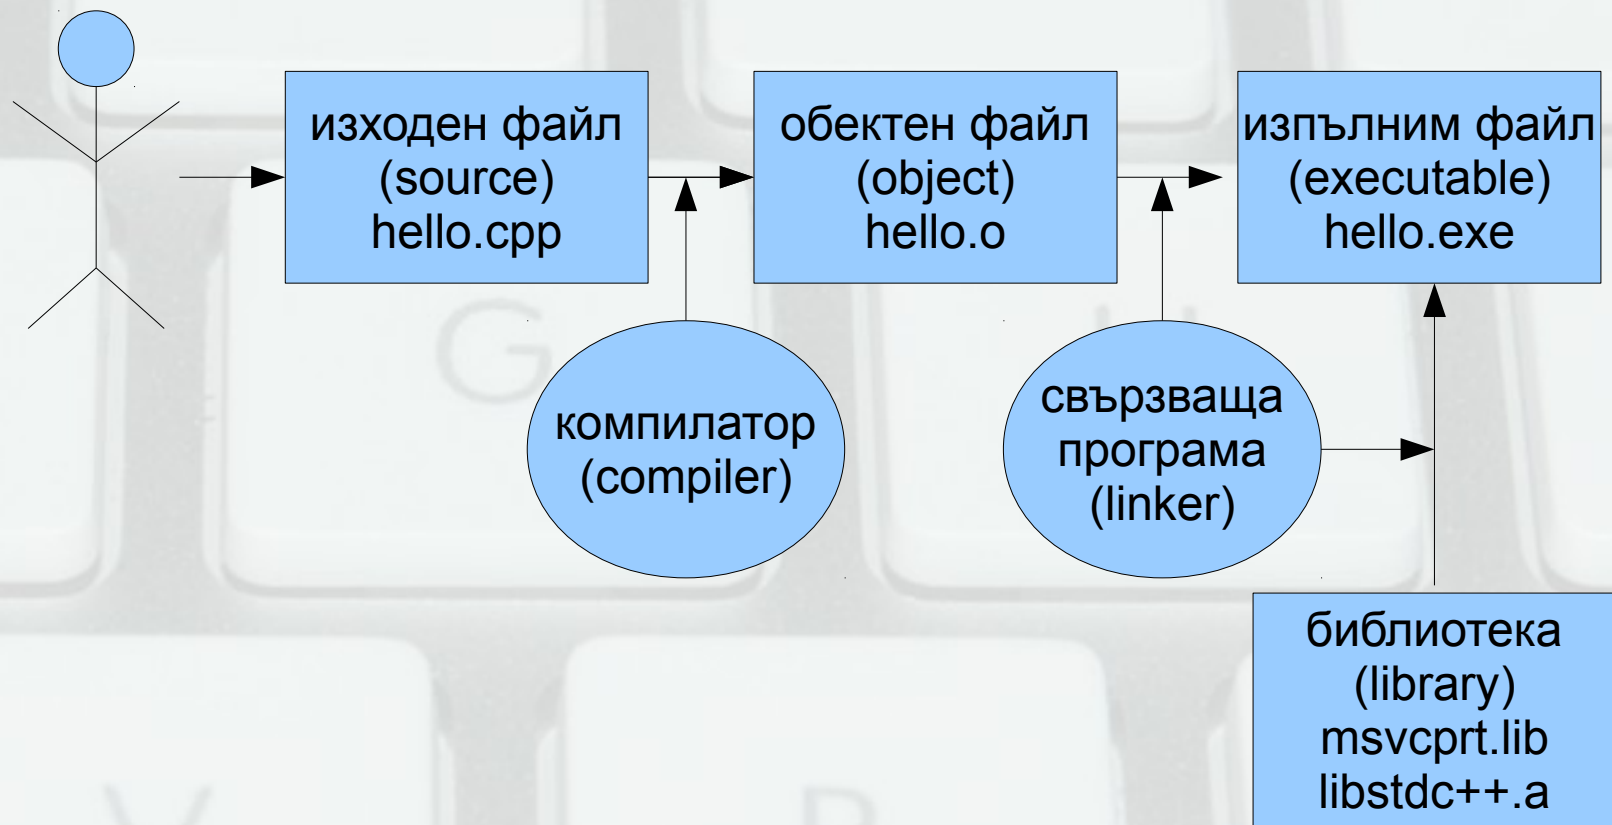 изходен файл
(source)
hello.cpp
обектен файл
(object)
hello.o
изпълним файл
(executable)
hello.exe
компилатор
(compiler)
свързваща
програма
(linker)
библиотека
(library)
msvcprt.lib
libstdc++.a
G